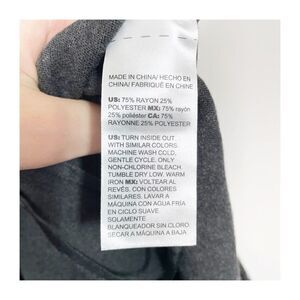 MADE IN CHINA/ HECHO EN
CHINA/ FABRIQUÉ EN CHINE
US: 75% RAYON 25%
POLYESTER MX: 75% rayón
25% poliéster CA: 75%
RAYONNE 25% POLYESTER
US: TURN INSIDE OUT
WITH SIMILAR COLORS.
MACHINE WASH COLD,
GENTLE CYCLE. ONLY
NON-CHLORINE BLEACH,
TUMBLE DRY LOW. WARM
IRON MX: VOLTEAR AL
REVÉS, CON COLORES
SIMILARES. LAVAR A
MÁQUINA CON AGUA FRÍA
EN CICLO SUAVE
SOLAMENTE
BLANQUEADOR SIN CLORO
SECAR A MÁQUINA A BAJA